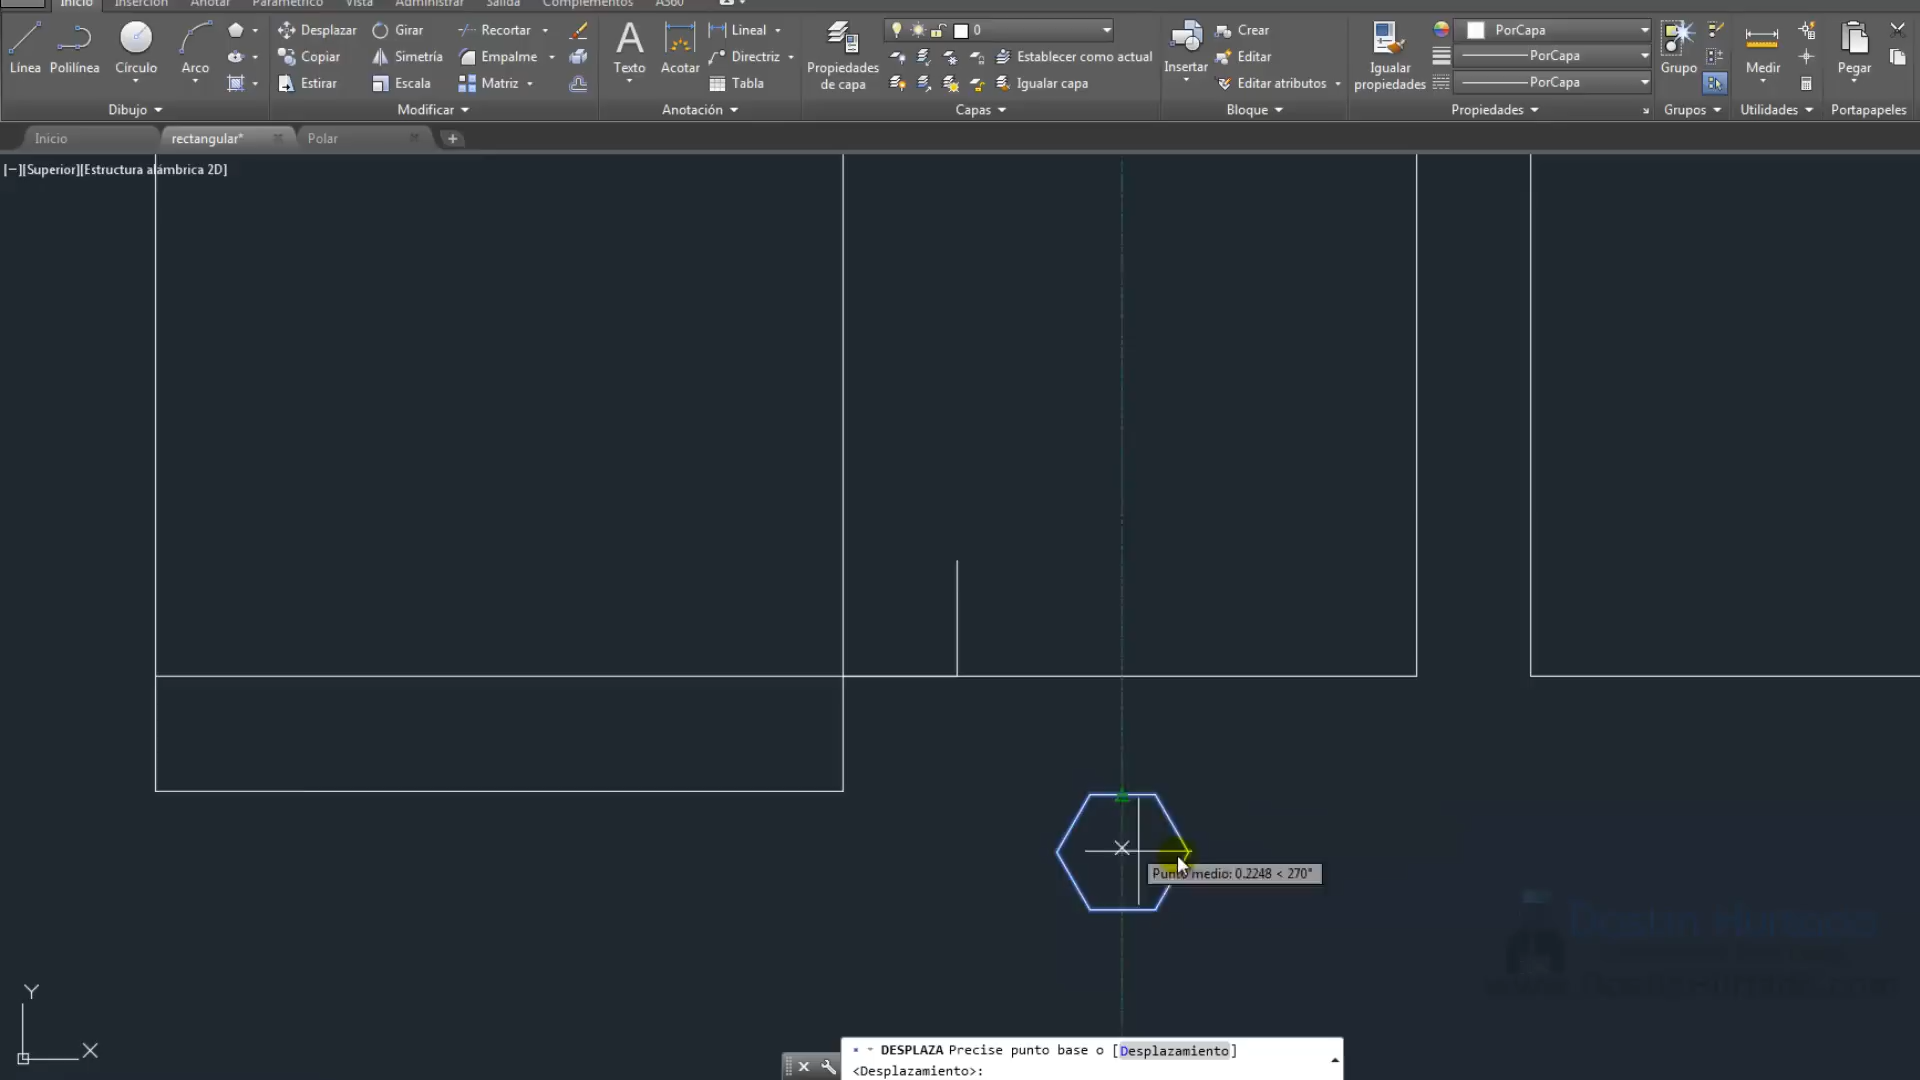 Inicio Inserción Anotar Paramétrico Vista Administrar Salida Complementos A360
Línea Polilínea Círculo Arco
Dibujo
Desplazar Girar Recortar
Copiar Simetría Empalme
Estirar Escala Matriz
Modificar
Texto Acotar
Lineal
Directriz
Tabla
Anotación
Propiedades de capa
0
Establecer como actual
Igualar capa
Capas
Insertar
Crear
Editar
Editar atributos
Bloque
Igualar propiedades
PorCapa
PorCapa
PorCapa
Propiedades
Grupo
Grupos
Medir
Utilidades
Pegar
Portapapeles
Inicio rectangular* Polar
[−][Superior][Estructura alámbrica 2D]
Punto medio: 0.2248 < 270°
Y
X
DESPLAZA Precise punto base o [Desplazamiento]
<Desplazamiento>: